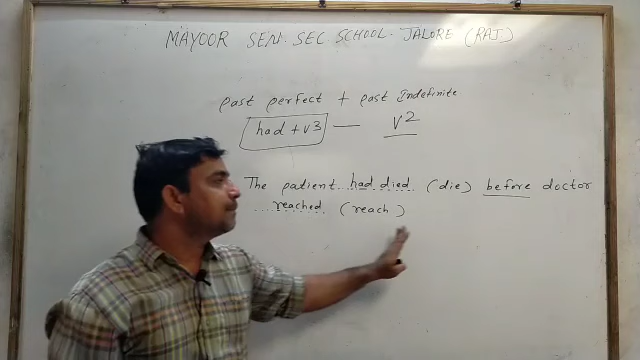 MAYOOR SEN. SEC SCHOOL. JALORE (RAJ)
past perfect + past Indefinite
had + v3 — v2
The patient...had died...(die) before doctor
...reached...(reach)